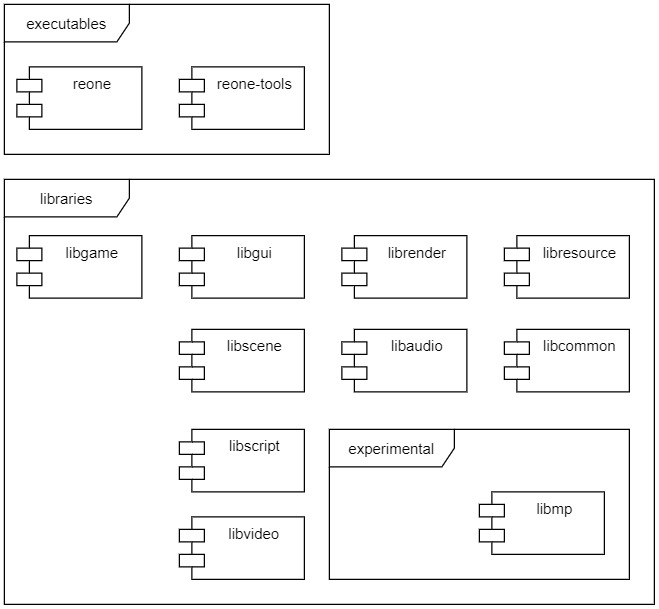 executables
reone
reone-tools
libraries
libgame
libgui
librender
libresource
libscene
libaudio
libcommon
libscript
experimental
libmp
libvideo